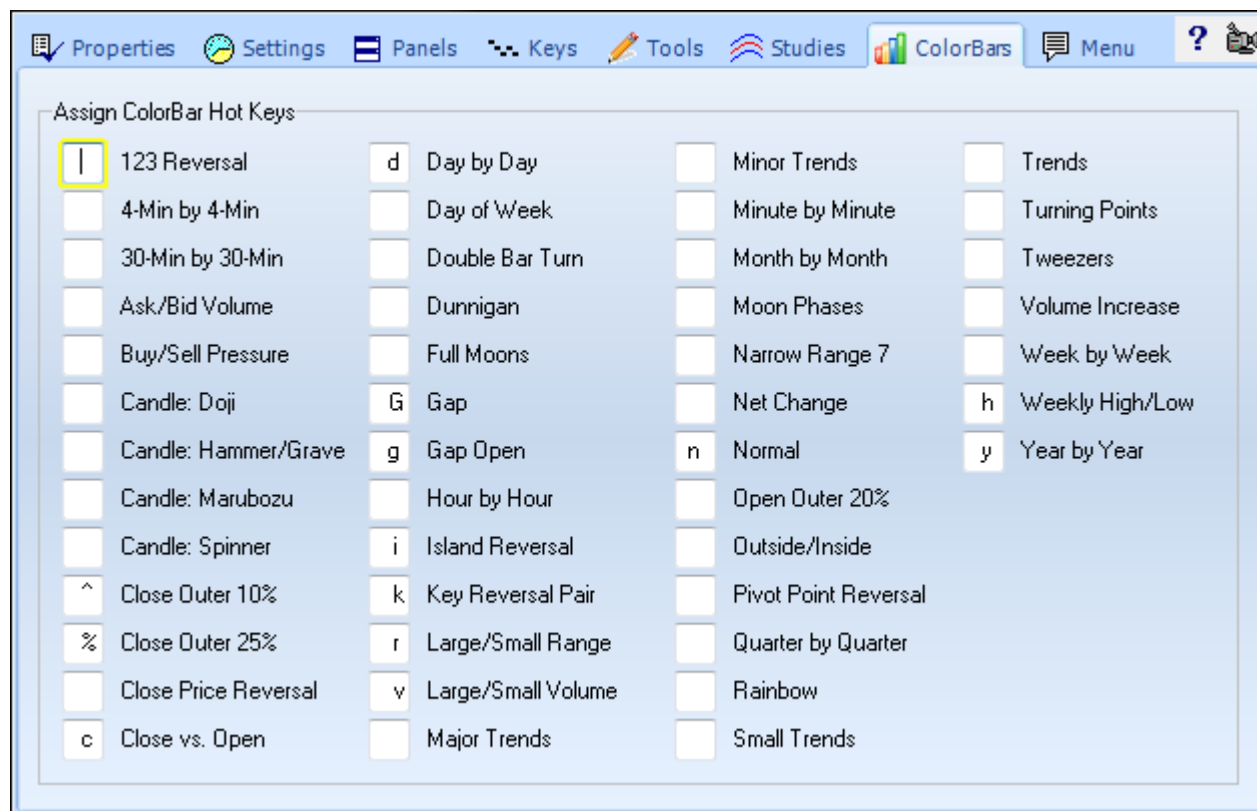 Properties Settings Panels Keys Tools Studies ColorBars Menu ?
Assign ColorBar Hot Keys
123 Reversal d Day by Day Minor Trends Trends
4-Min by 4-Min Day of Week Minute by Minute Turning Points
30-Min by 30-Min Double Bar Turn Month by Month Tweezers
Ask/Bid Volume Dunnigan Moon Phases Volume Increase
Buy/Sell Pressure Full Moons Narrow Range 7 Week by Week
Candle: Doji G Gap Net Change h Weekly High/Low
Candle: Hammer/Grave g Gap Open n Normal y Year by Year
Candle: Marubozu Hour by Hour Open Outer 20%
Candle: Spinner i Island Reversal Outside/Inside
^ Close Outer 10% k Key Reversal Pair Pivot Point Reversal
% Close Outer 25% r Large/Small Range Quarter by Quarter
Close Price Reversal v Large/Small Volume Rainbow
c Close vs. Open Major Trends Small Trends